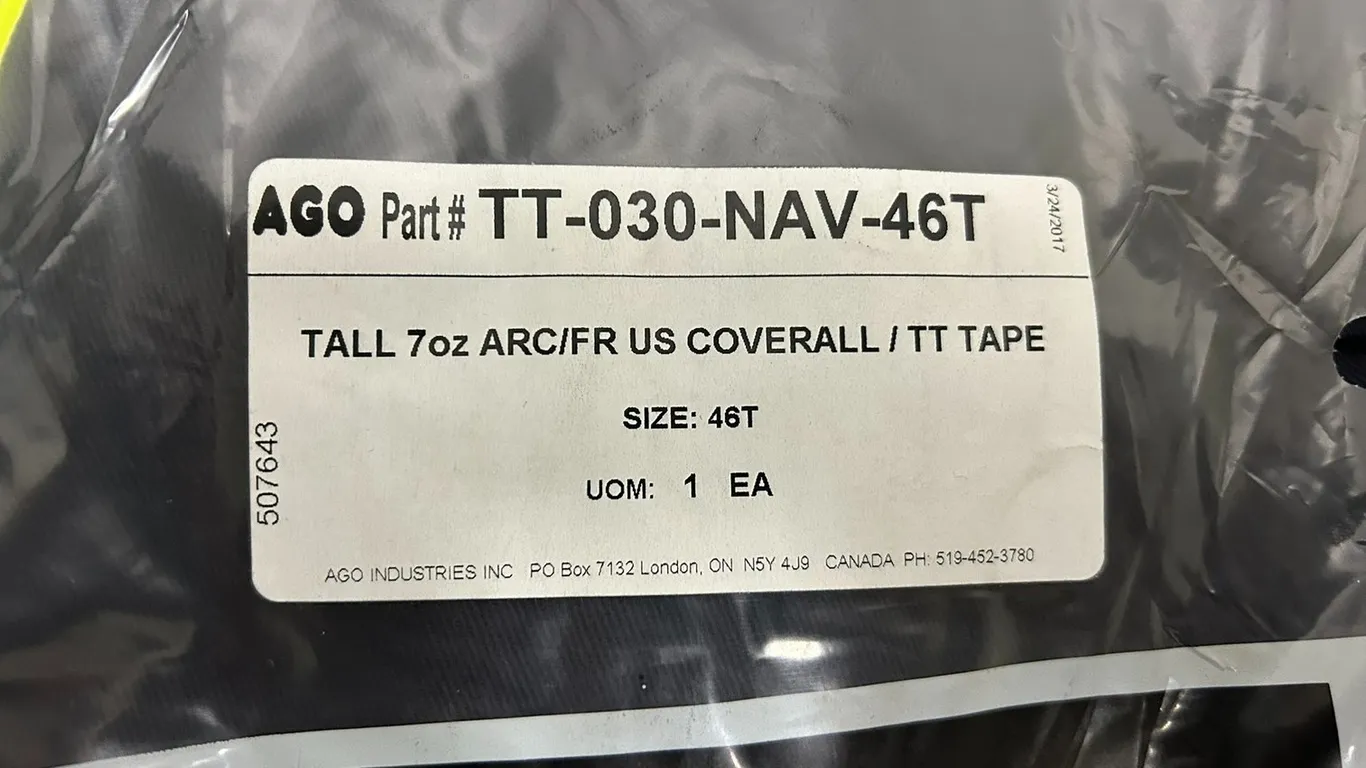 AGO Part # TT-030-NAV-46T
3/24/2017
TALL 7oz ARC/FR US COVERALL / TT TAPE
SIZE: 46T
UOM: 1 EA
507643
AGO INDUSTRIES INC PO Box 7132 London, ON N5Y 4J9 CANADA PH: 519-452-3780